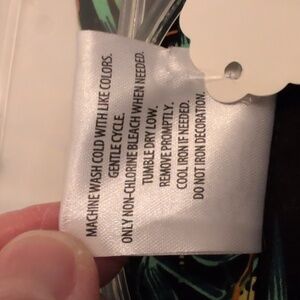 MACHINE WASH COLD WITH LIKE COLORS.
GENTLE CYCLE.
ONLY NON-CHLORINE BLEACH WHEN NEEDED.
TUMBLE DRY LOW.
REMOVE PROMPTLY.
COOL IRON IF NEEDED.
DO NOT IRON DECORATION.